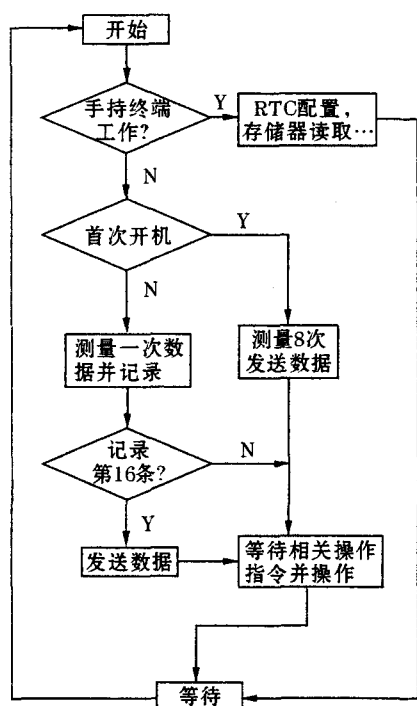 开始
手持终端
工作?
Y
RTC配置,
存储器读取…
N
首次开机
Y
N
测量一次数
据并记录
测量8次
发送数据
记录
第16条?
N
Y
发送数据
等待相关操作
指令并操作
等待